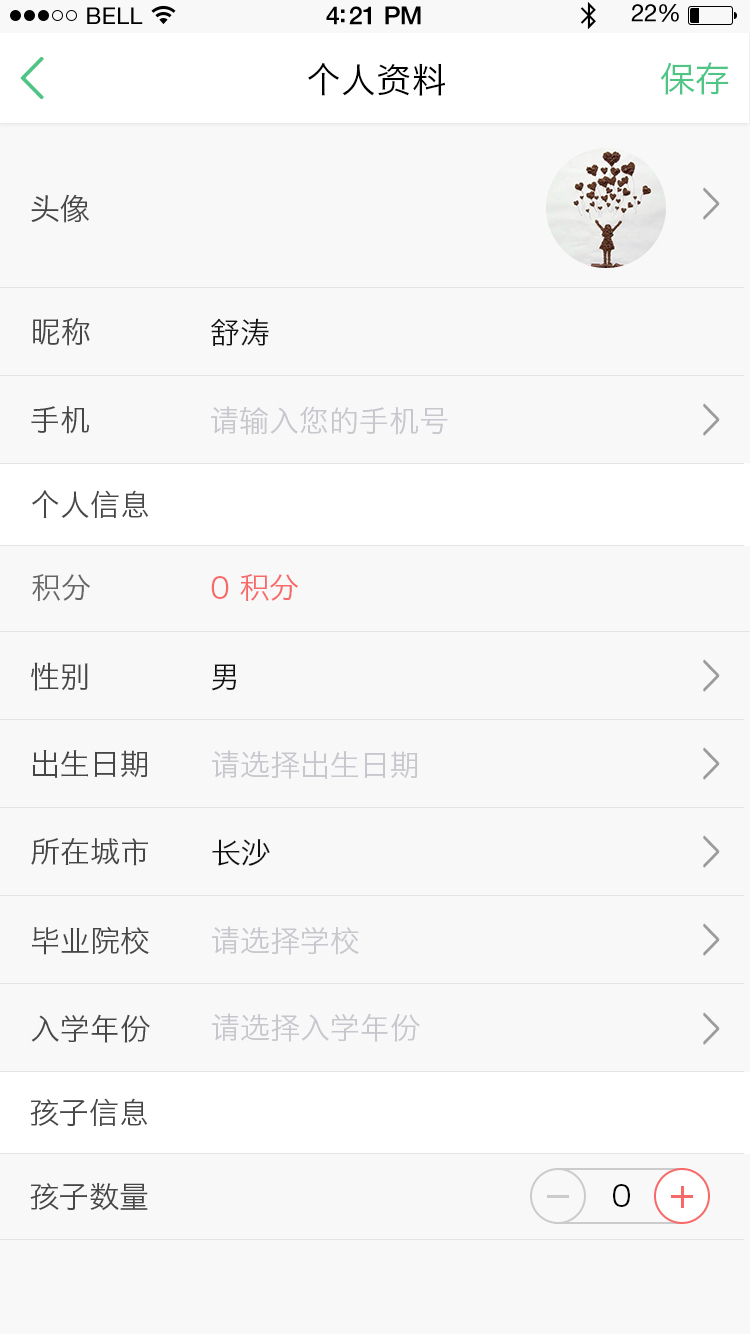 BELL 4:21 PM 22%
个人资料 保存
头像
昵称 舒涛
手机 请输入您的手机号
个人信息
积分 0 积分
性别 男
出生日期 请选择出生日期
所在城市 长沙
毕业院校 请选择学校
入学年份 请选择入学年份
孩子信息
孩子数量 0